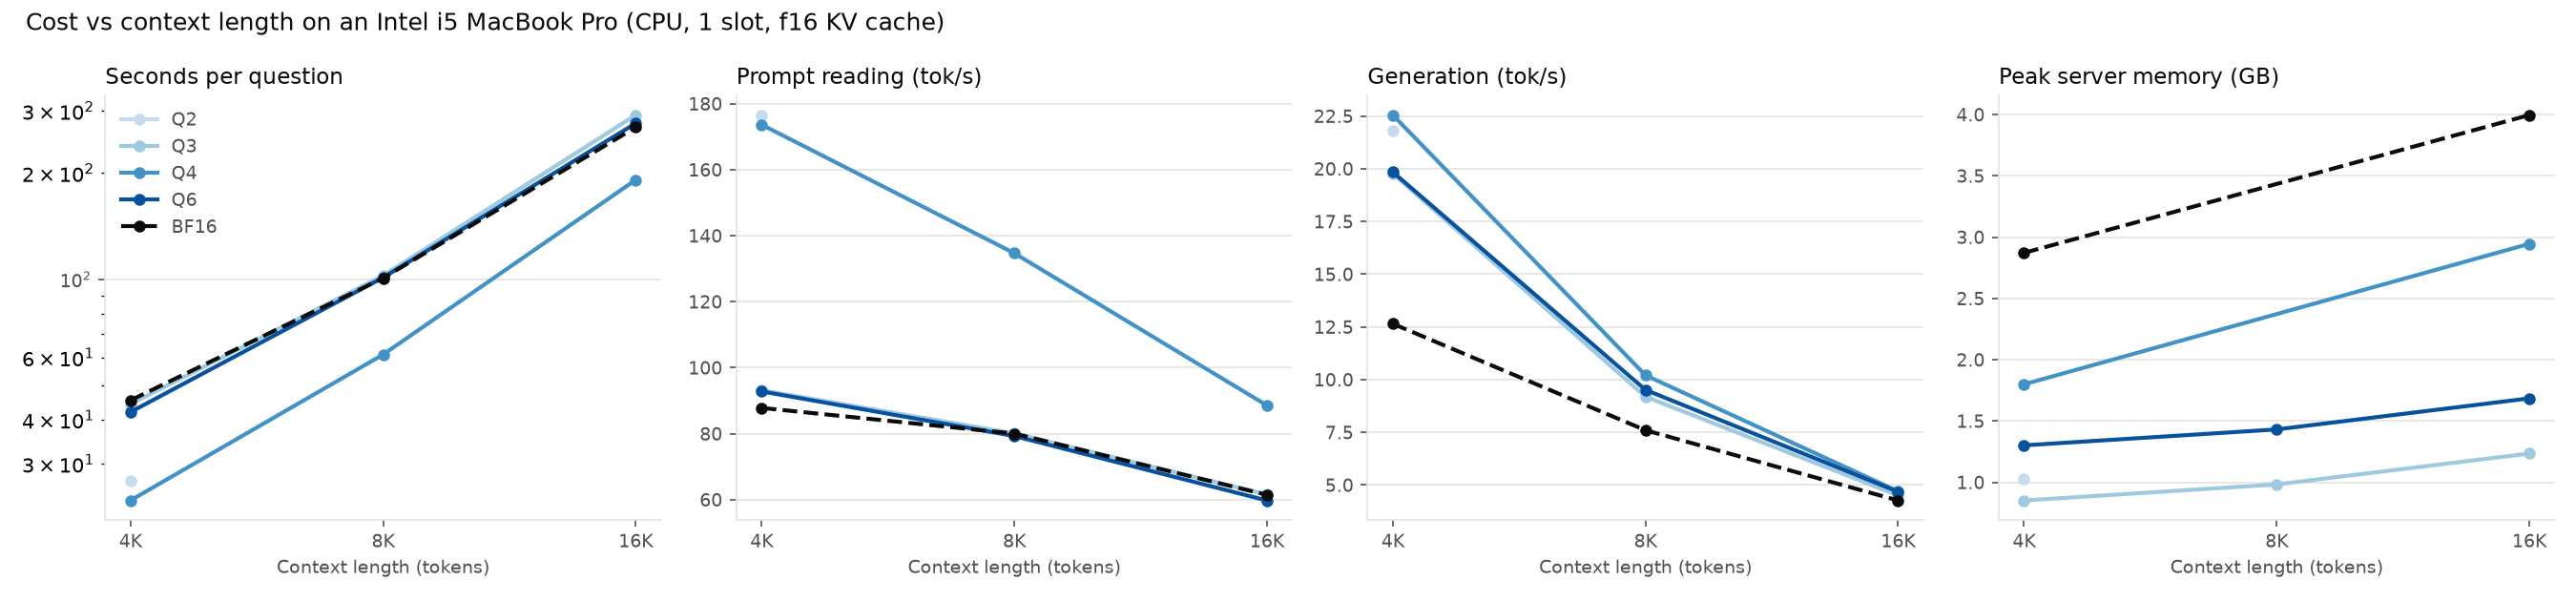 Cost vs context length on an Intel i5 MacBook Pro (CPU, 1 slot, f16 KV cache)
Seconds per question
3 × 10²
2 × 10²
10²
6 × 10¹
4 × 10¹
3 × 10¹
Q2
Q3
Q4
Q6
BF16
4K 8K 16K
Context length (tokens)
Prompt reading (tok/s)
180
160
140
120
100
80
60
4K 8K 16K
Context length (tokens)
Generation (tok/s)
22.5
20.0
17.5
15.0
12.5
10.0
7.5
5.0
4K 8K 16K
Context length (tokens)
Peak server memory (GB)
4.0
3.5
3.0
2.5
2.0
1.5
1.0
4K 8K 16K
Context length (tokens)